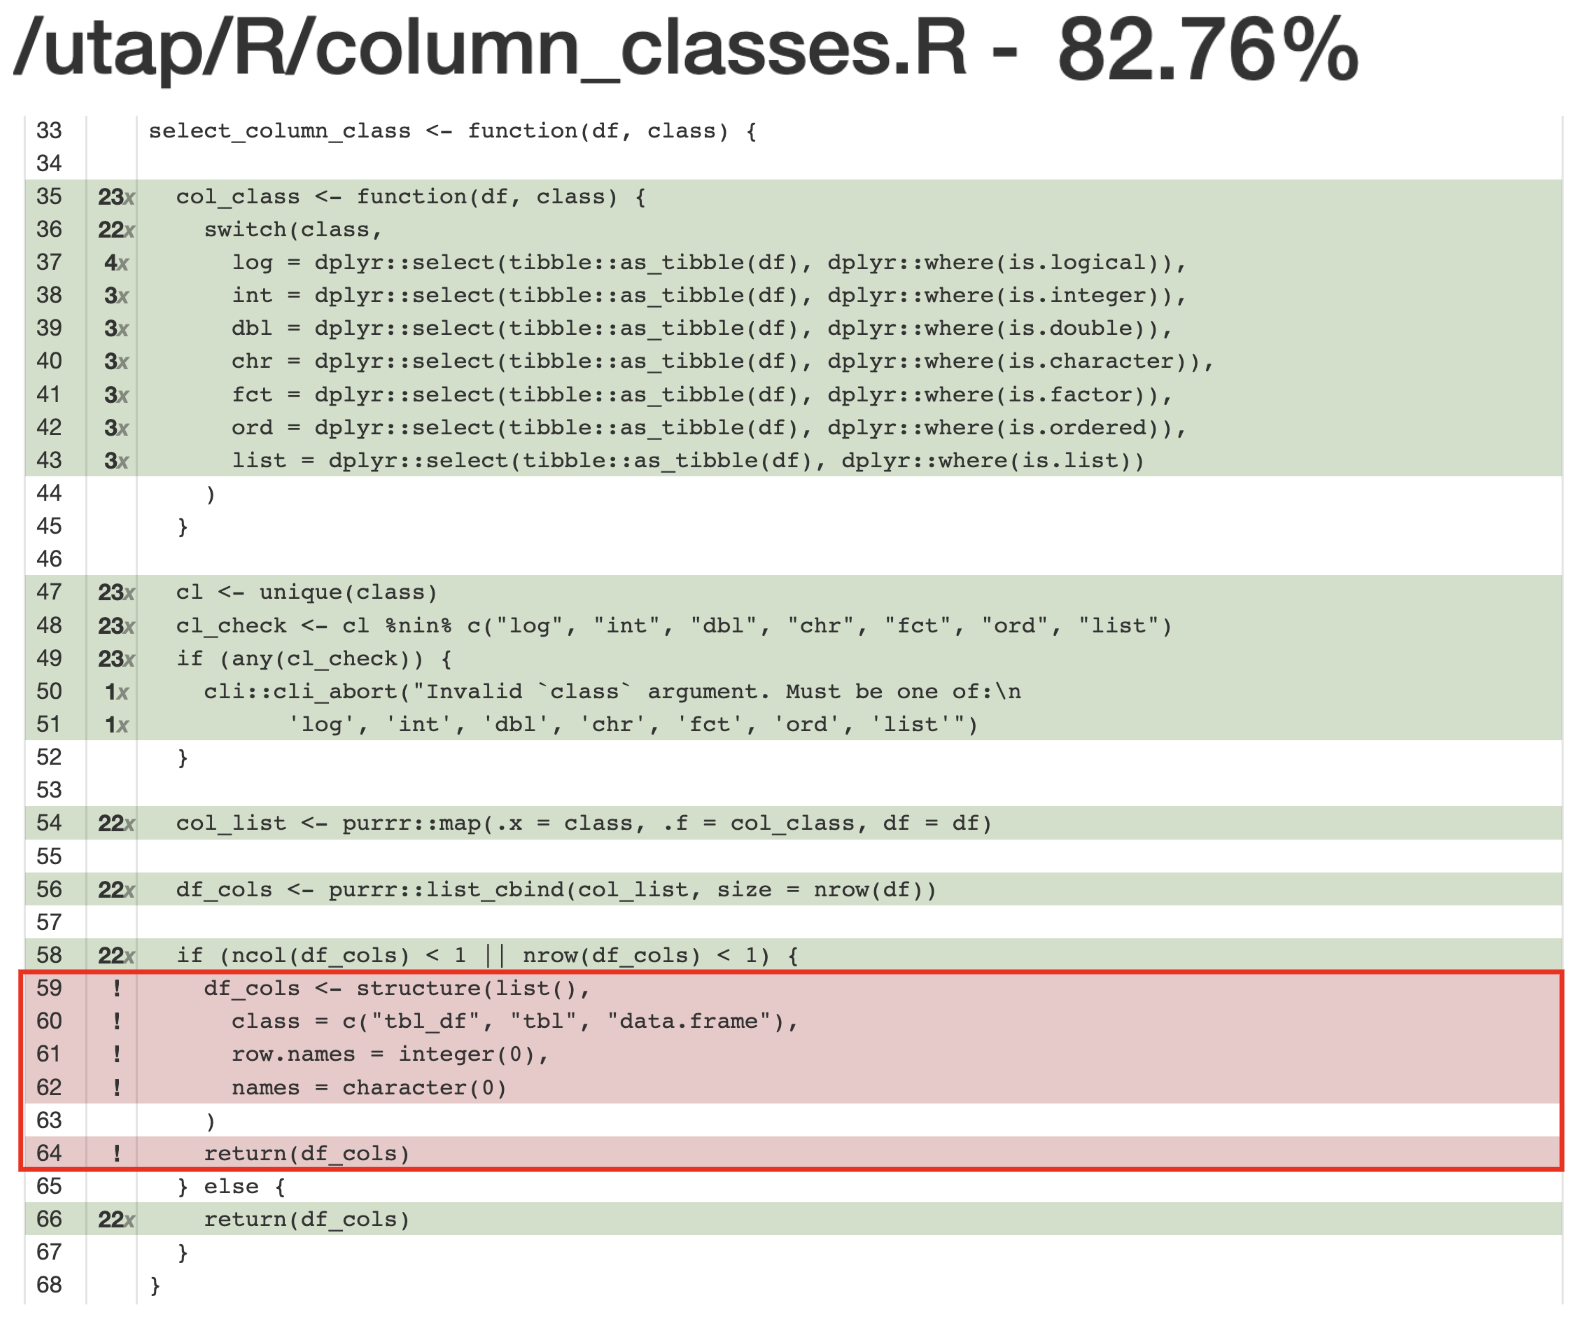 /utap/R/column_classes.R - 82.76%
33 select_column_class <- function(df, class) {
34
35 23x col_class <- function(df, class) {
36 22x switch(class,
37 4x log = dplyr::select(tibble::as_tibble(df), dplyr::where(is.logical)),
38 3x int = dplyr::select(tibble::as_tibble(df), dplyr::where(is.integer)),
39 3x dbl = dplyr::select(tibble::as_tibble(df), dplyr::where(is.double)),
40 3x chr = dplyr::select(tibble::as_tibble(df), dplyr::where(is.character)),
41 3x fct = dplyr::select(tibble::as_tibble(df), dplyr::where(is.factor)),
42 3x ord = dplyr::select(tibble::as_tibble(df), dplyr::where(is.ordered)),
43 3x list = dplyr::select(tibble::as_tibble(df), dplyr::where(is.list))
44 )
45 }
46
47 23x cl <- unique(class)
48 23x cl_check <- cl %nin% c("log", "int", "dbl", "chr", "fct", "ord", "list")
49 23x if (any(cl_check)) {
50 1x cli::cli_abort("Invalid `class` argument. Must be one of:\n
51 1x 'log', 'int', 'dbl', 'chr', 'fct', 'ord', 'list'")
52 }
53
54 22x col_list <- purrr::map(.x = class, .f = col_class, df = df)
55
56 22x df_cols <- purrr::list_cbind(col_list, size = nrow(df))
57
58 22x if (ncol(df_cols) < 1 || nrow(df_cols) < 1) {
59 ! df_cols <- structure(list(),
60 ! class = c("tbl_df", "tbl", "data.frame"),
61 ! row.names = integer(0),
62 ! names = character(0)
63 )
64 ! return(df_cols)
65 } else {
66 22x return(df_cols)
67 }
68 }